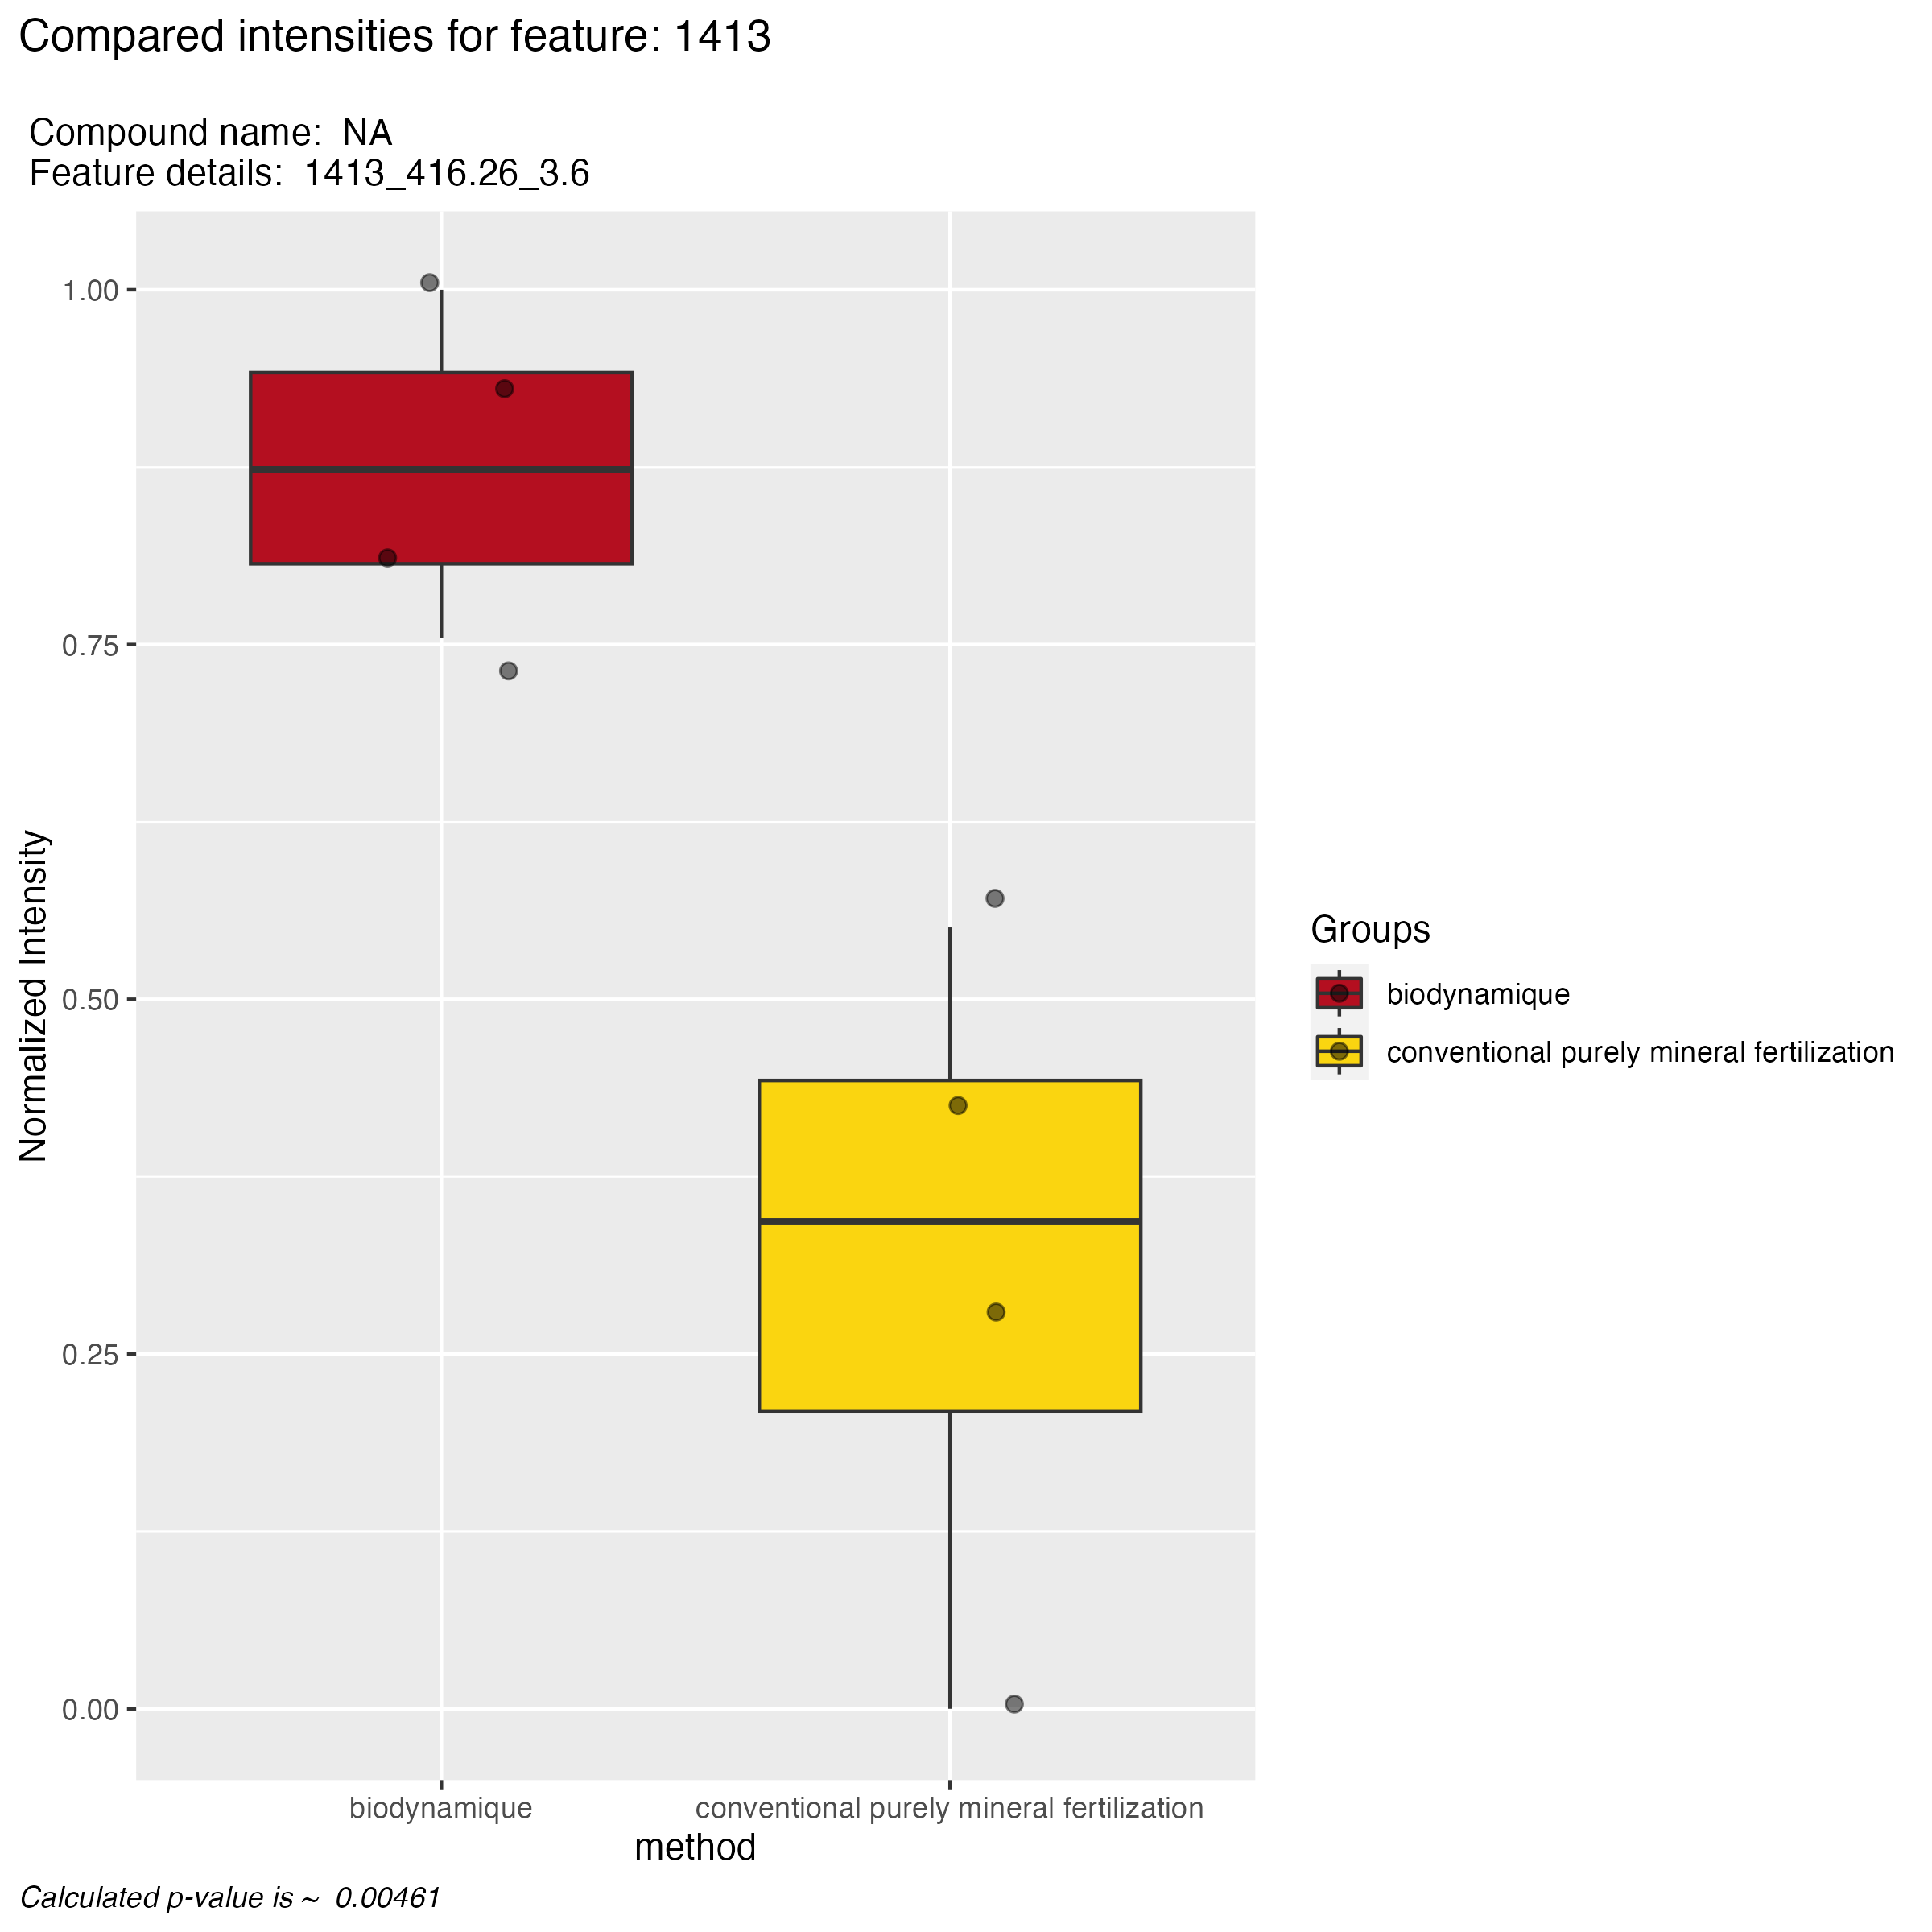 Compared intensities for feature: 1413
Compound name:  NA
Feature details:  1413_416.26_3.6
Normalized Intensity
1.00
0.75
0.50
0.25
0.00
biodynamique
conventional purely mineral fertilization
method
Groups
biodynamique
conventional purely mineral fertilization
Calculated p-value is ~  0.00461